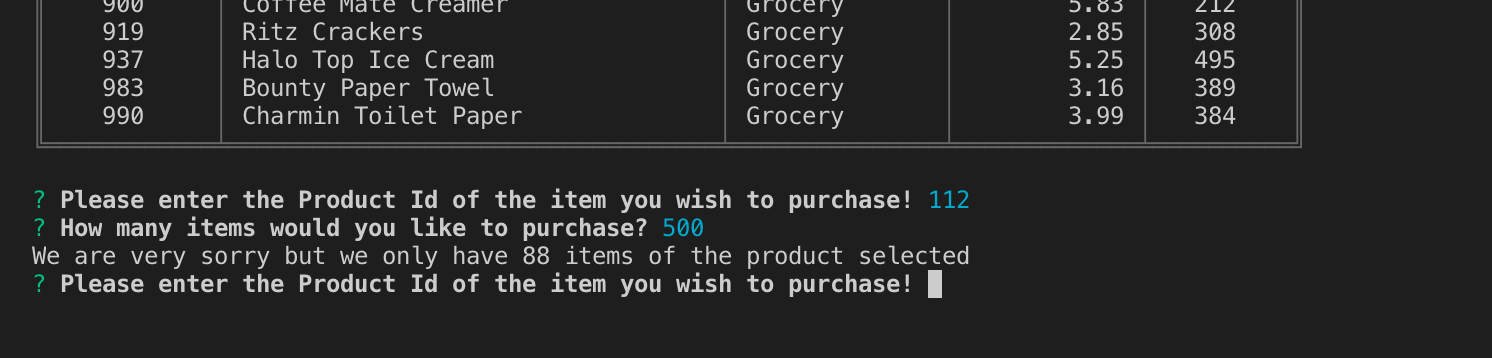 900 Coffee Mate Creamer Grocery 5.83 212
919 Ritz Crackers Grocery 2.85 308
937 Halo Top Ice Cream Grocery 5.25 495
983 Bounty Paper Towel Grocery 3.16 389
990 Charmin Toilet Paper Grocery 3.99 384
? Please enter the Product Id of the item you wish to purchase! 112
? How many items would you like to purchase? 500
We are very sorry but we only have 88 items of the product selected
? Please enter the Product Id of the item you wish to purchase!